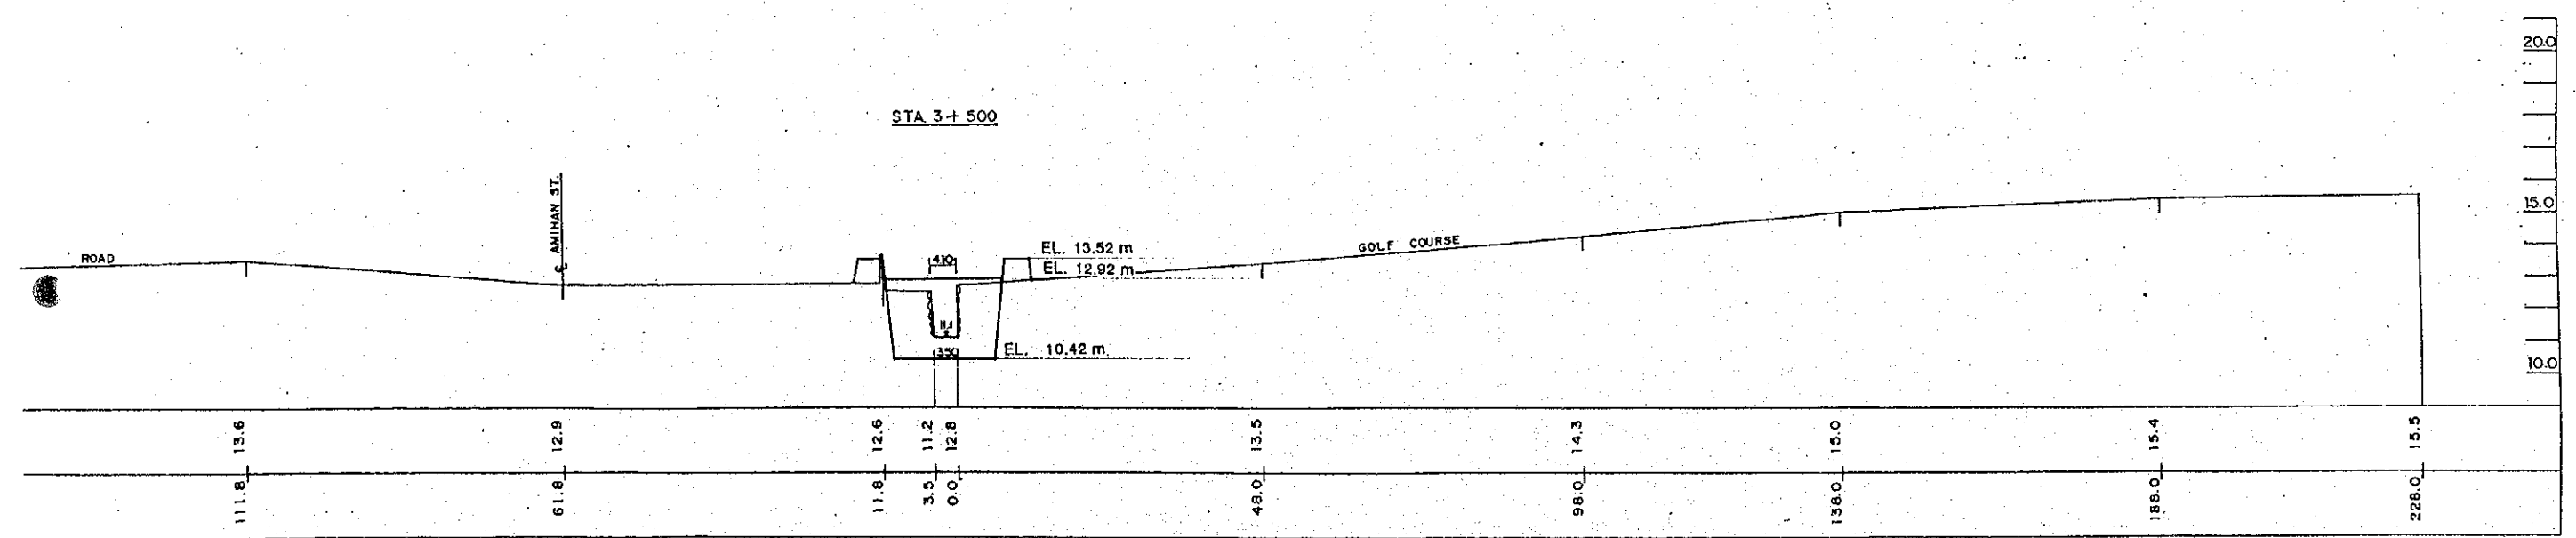 STA. 3 + 500
20.0
15.0
10.0
ROAD
℄ AMIHAN ST.
4.10
EL. 13.52 m
EL. 12.92 m
GOLF COURSE
11.2
3.50
EL. 10.42 m.
13.6 12.9 12.6 11.2 12.8 13.5 14.3 15.0 15.4 15.5
111.8 61.8 11.8 3.5 0.0 48.0 98.0 138.0 188.0 228.0